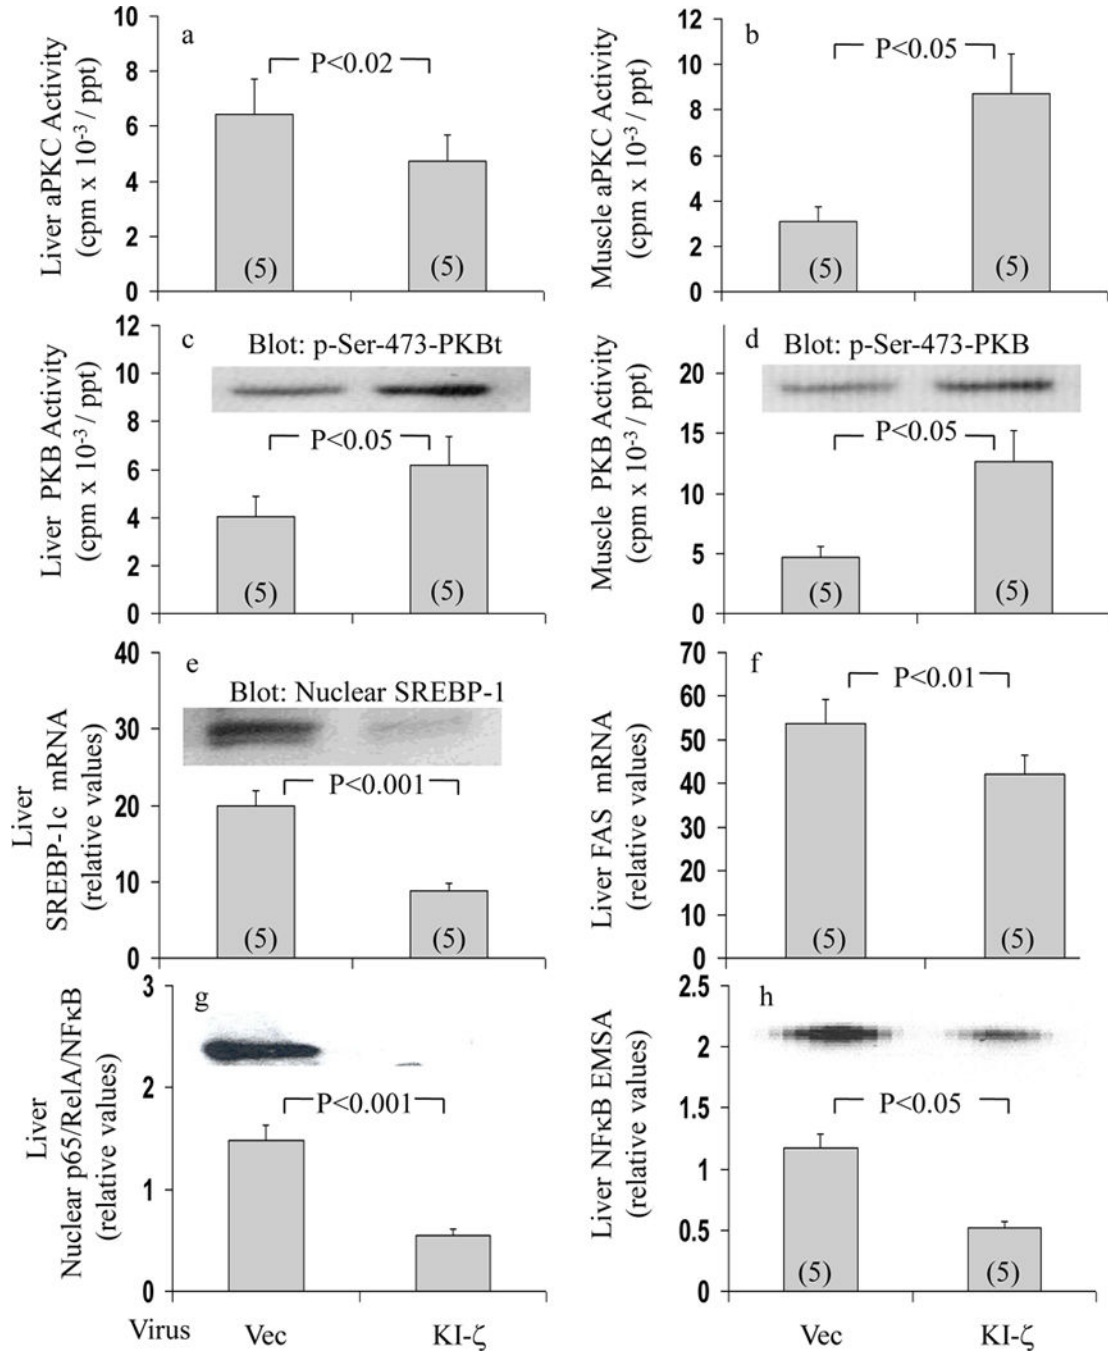 a
Liver aPKC Activity
(cpm x 10⁻³ / ppt)
10
8
6
4
2
0
P<0.02
(5)
(5)
b
Muscle aPKC Activity
(cpm x 10⁻³ / ppt)
12
10
8
6
4
2
0
P<0.05
(5)
(5)
c
Liver PKB Activity
(cpm x 10⁻³ / ppt)
12
10
8
6
4
2
0
Blot: p-Ser-473-PKBt
P<0.05
(5)
(5)
d
Muscle PKB Activity
(cpm x 10⁻³ / ppt)
20
15
10
5
0
Blot: p-Ser-473-PKB
P<0.05
(5)
(5)
e
Liver
SREBP-1c mRNA
(relative values)
40
30
20
10
0
Blot: Nuclear SREBP-1
P<0.001
(5)
(5)
f
Liver FAS mRNA
(relative values)
70
60
50
40
30
20
10
0
P<0.01
(5)
(5)
g
Liver
Nuclear p65/RelA/NFκB
(relative values)
3
2
1
0
P<0.001
h
Liver NFκB EMSA
(relative values)
2.5
2
1.5
1
0.5
0
P<0.05
(5)
(5)
Virus
Vec
KI-ζ
Vec
KI-ζ